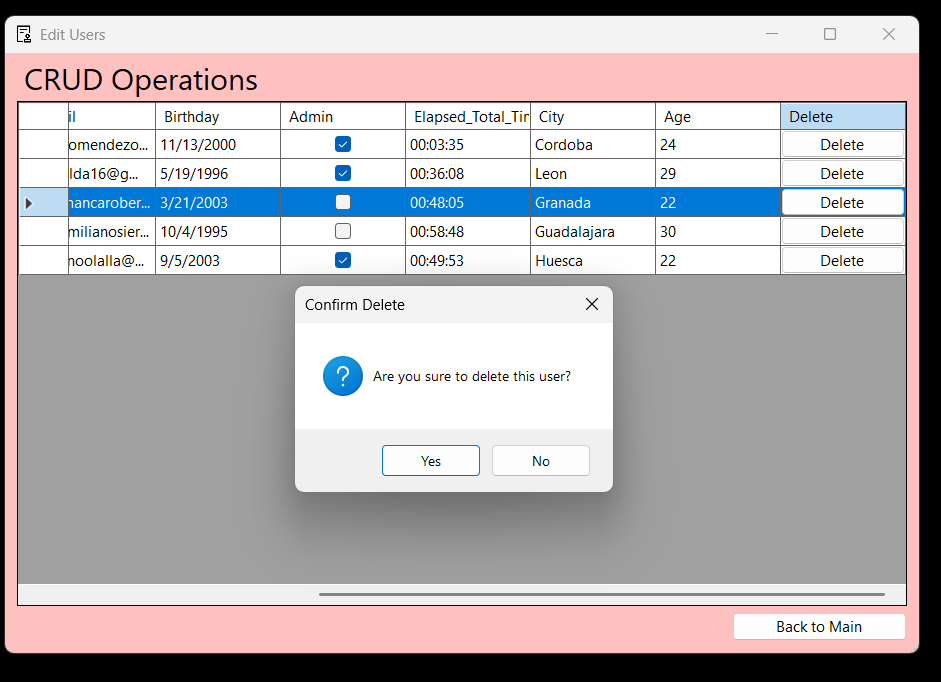 Edit Users
CRUD Operations
il Birthday Admin Elapsed_Total_Tim City Age Delete
omendezo... 11/13/2000 00:03:35 Cordoba 24 Delete
lda16@g... 5/19/1996 00:36:08 Leon 29 Delete
nancarober... 3/21/2003 00:48:05 Granada 22 Delete
milianosier... 10/4/1995 00:58:48 Guadalajara 30 Delete
noolalla@... 9/5/2003 00:49:53 Huesca 22 Delete
Confirm Delete
? Are you sure to delete this user?
Yes No
Back to Main